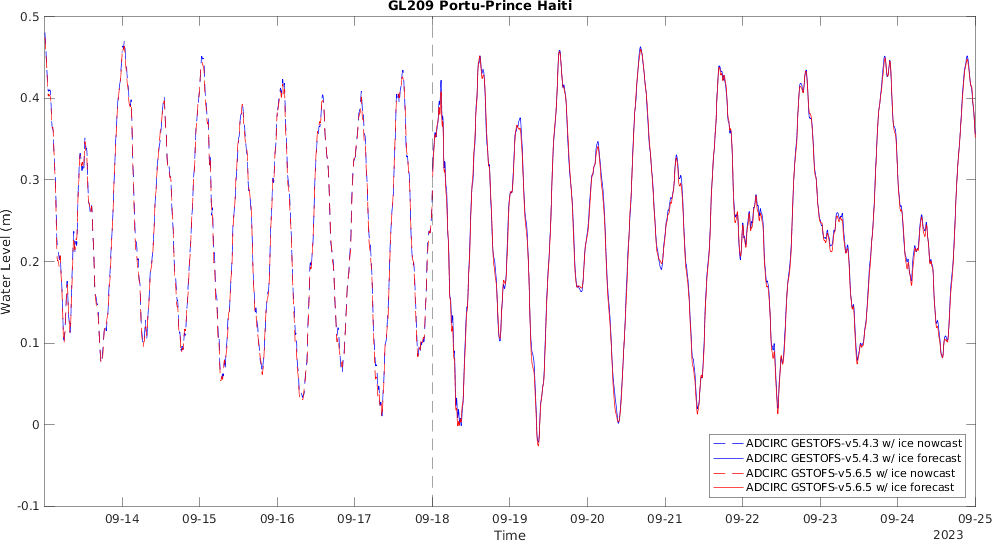 GL209 Portu-Prince Haiti
0.5
0.4
0.3
0.2
0.1
0
-0.1
Water Level (m)
ADCIRC GESTOFS-v5.4.3 w/ ice nowcast
ADCIRC GESTOFS-v5.4.3 w/ ice forecast
ADCIRC GSTOFS-v5.6.5 w/ ice nowcast
ADCIRC GSTOFS-v5.6.5 w/ ice forecast
09-14 09-15 09-16 09-17 09-18 09-19 09-20 09-21 09-22 09-23 09-24 09-25
Time
2023